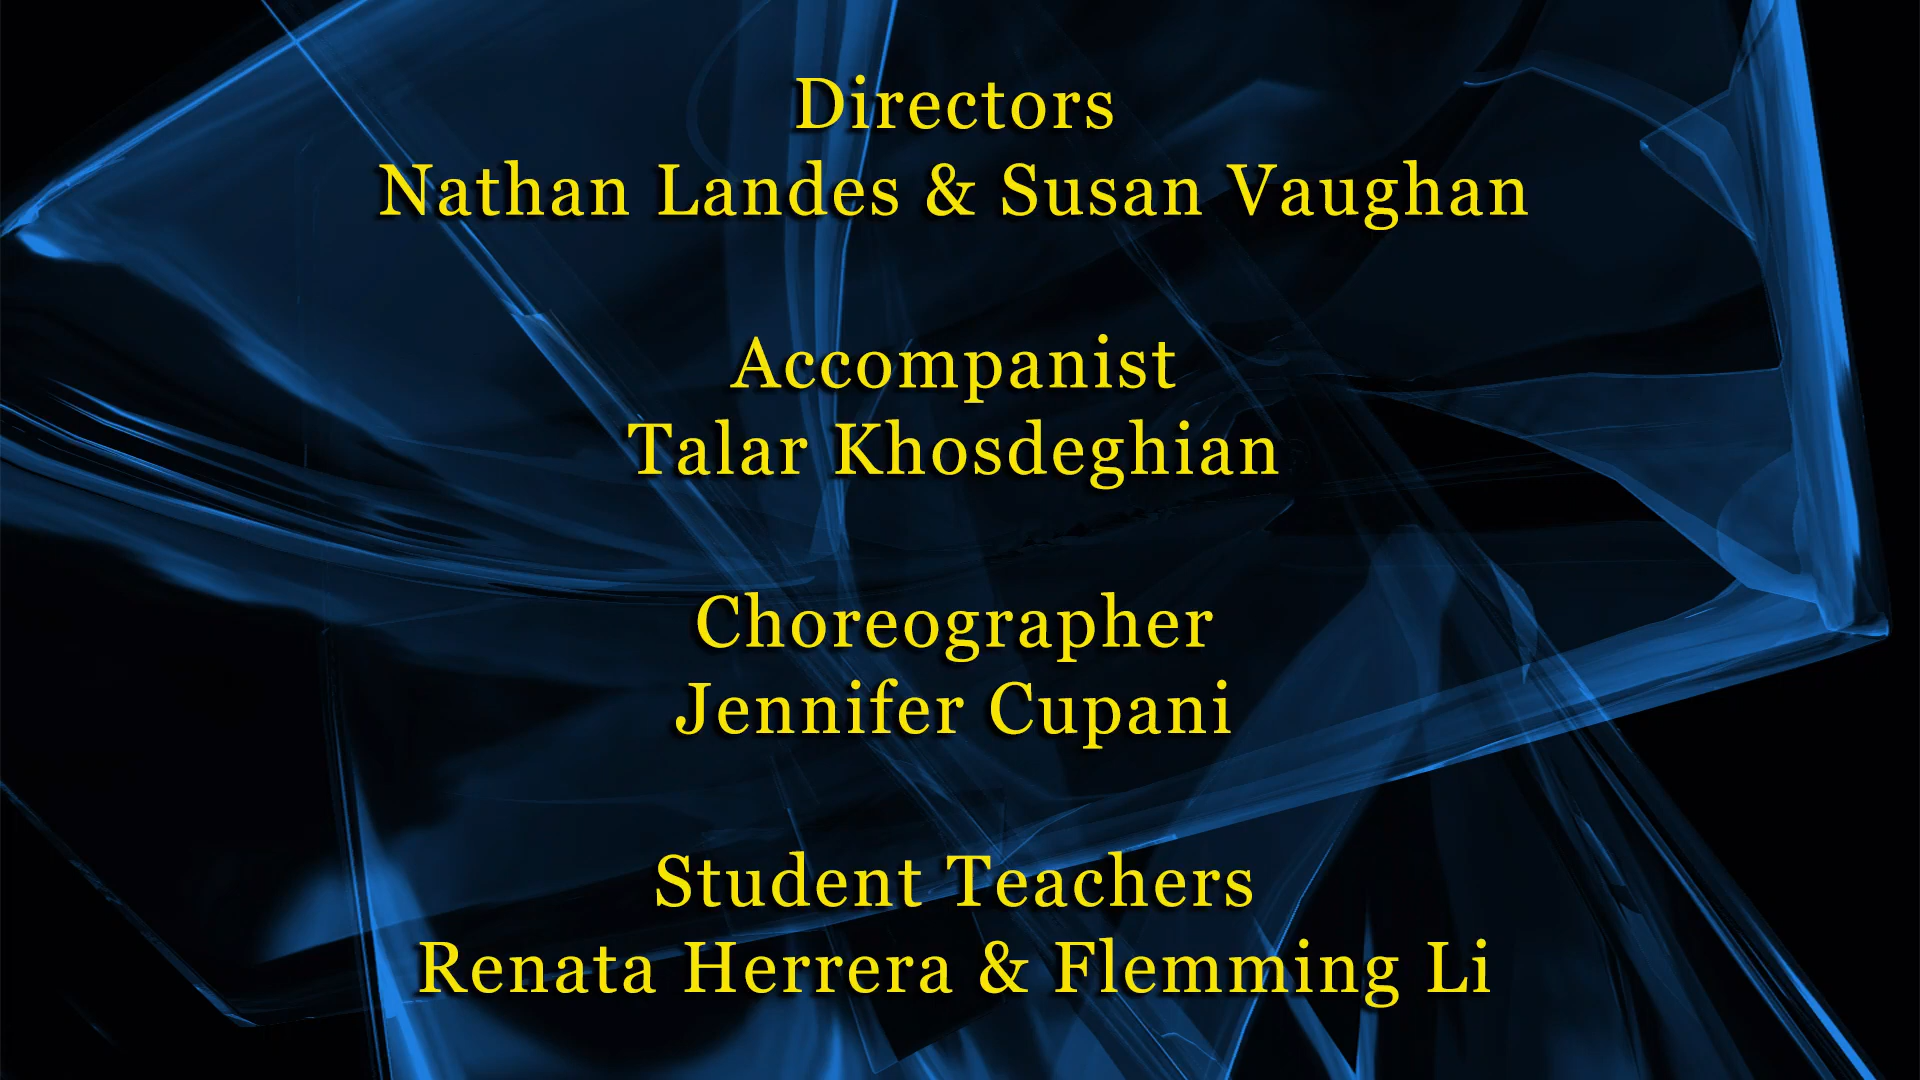 Directors
Nathan Landes & Susan Vaughan
Accompanist
Talar Khosdeghian
Choreographer
Jennifer Cupani
Student Teachers
Renata Herrera & Flemming Li